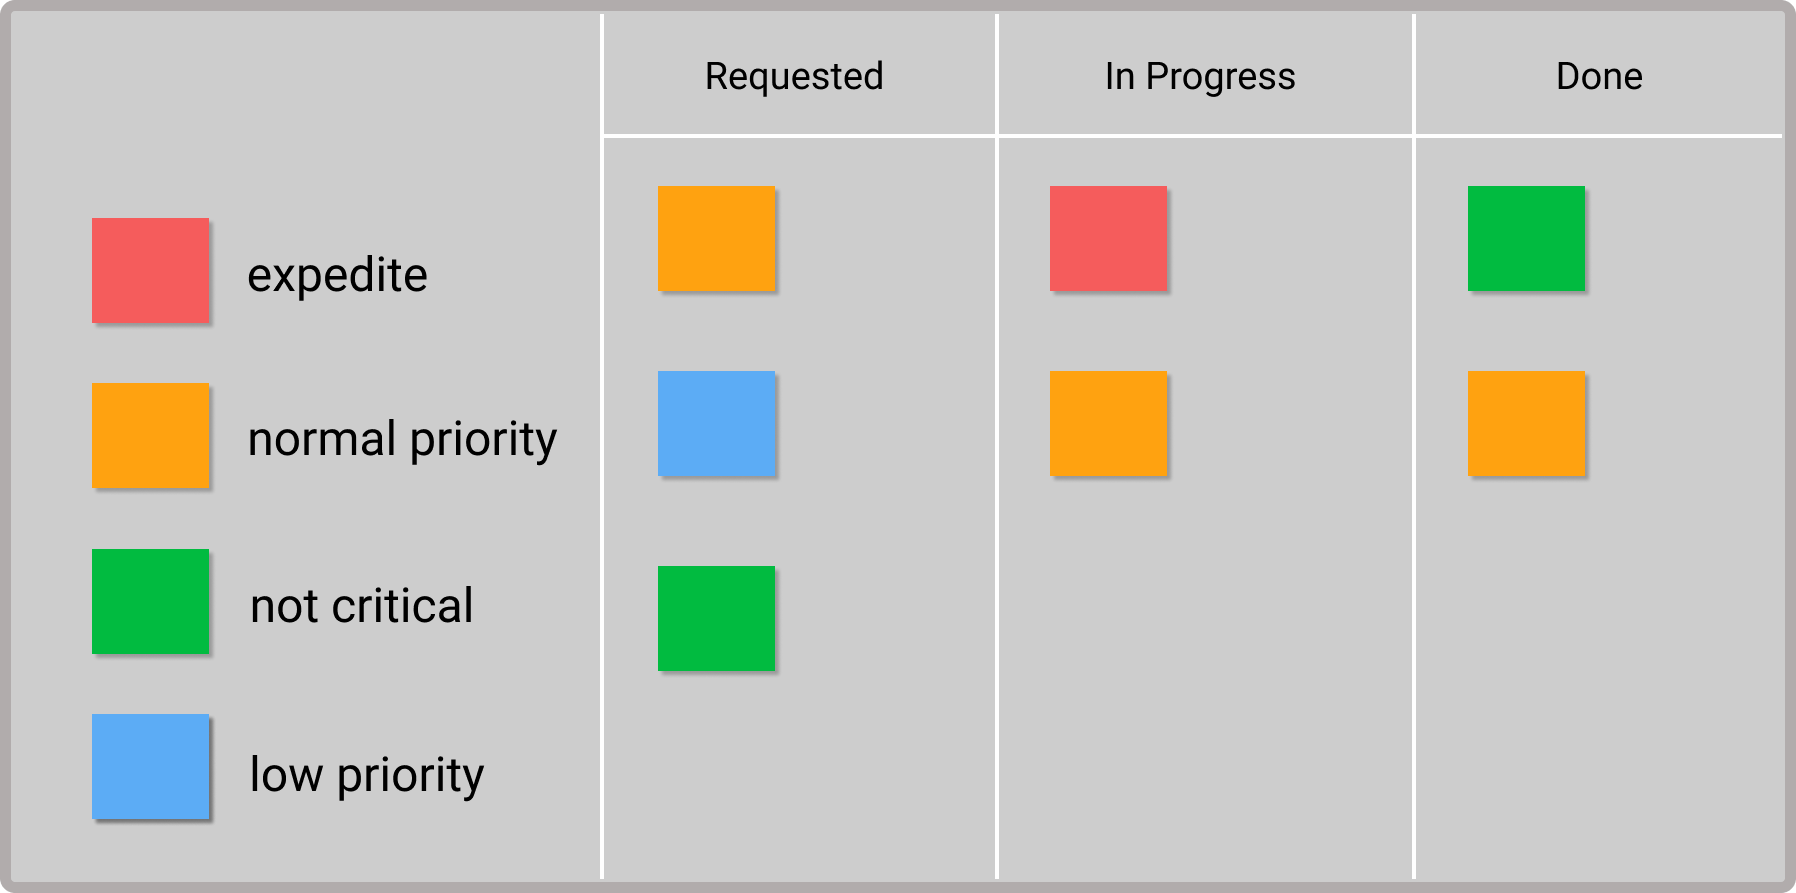 Requested
In Progress
Done
expedite
normal priority
not critical
low priority